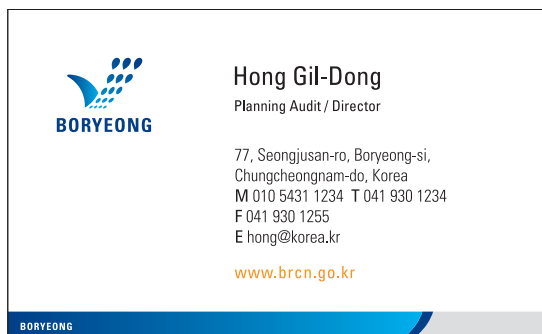 BORYEONG
Hong Gil-Dong
Planning Audit / Director
77, Seongjusan-ro, Boryeong-si,
Chungcheongnam-do, Korea
M 010 5431 1234 T 041 930 1234
F 041 930 1255
E hong@korea.kr
www.brcn.go.kr
BORYEONG